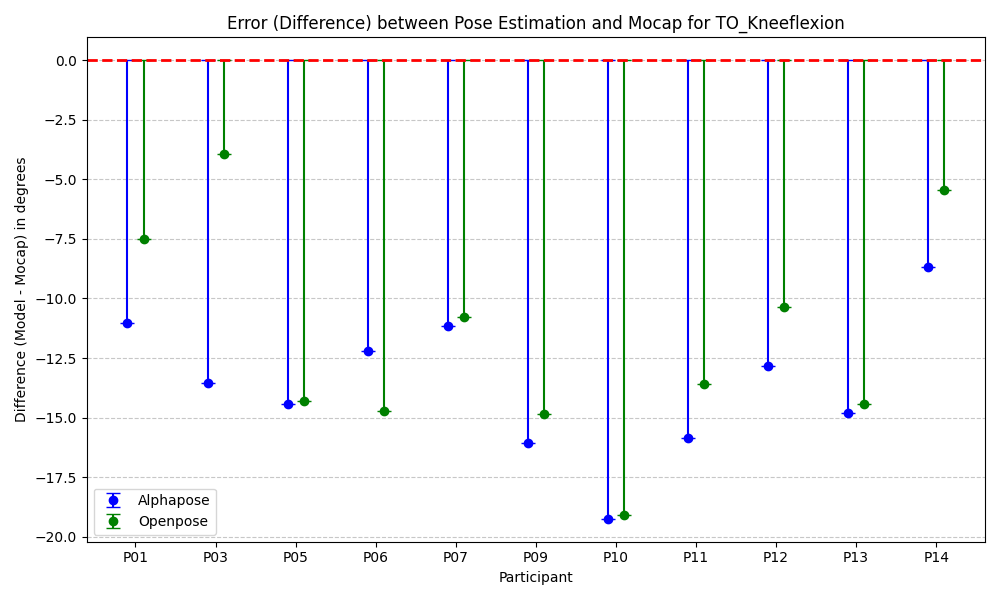 Error (Difference) between Pose Estimation and Mocap for TO_Kneeflexion
Difference (Model - Mocap) in degrees
0.0
−2.5
−5.0
−7.5
−10.0
−12.5
−15.0
−17.5
−20.0
Alphapose
Openpose
P01 P03 P05 P06 P07 P09 P10 P11 P12 P13 P14
Participant